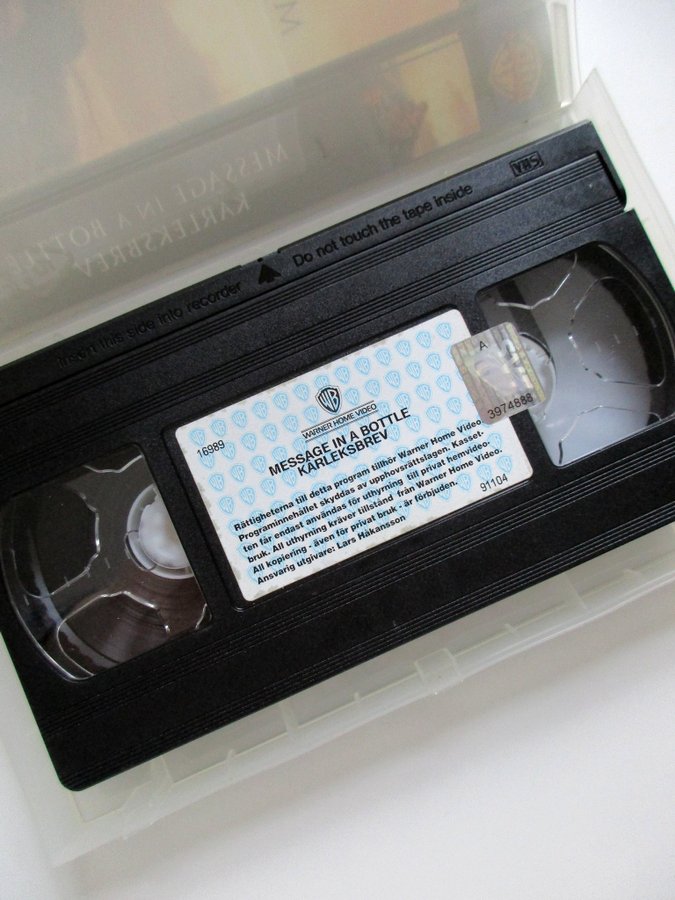 M
MESSAGE IN A BOTTLE
KÄRLEKSBREV
VHS
Insert this side into recorder
Do not touch the tape inside
A
3974888
16989
WB
WARNER HOME VIDEO
MESSAGE IN A BOTTLE
KÄRLEKSBREV
Rättigheterna till detta program tillhör Warner Home Video
Programinnehållet skyddas av upphovsrättslagen. Kasset-
ten får endast användas för uthyrning till privat hemvideo-
bruk. All uthyrning kräver tillstånd från Warner Home Video.
All kopiering - även för privat bruk - är förbjuden.
Ansvarig utgivare: Lars Håkansson
91104